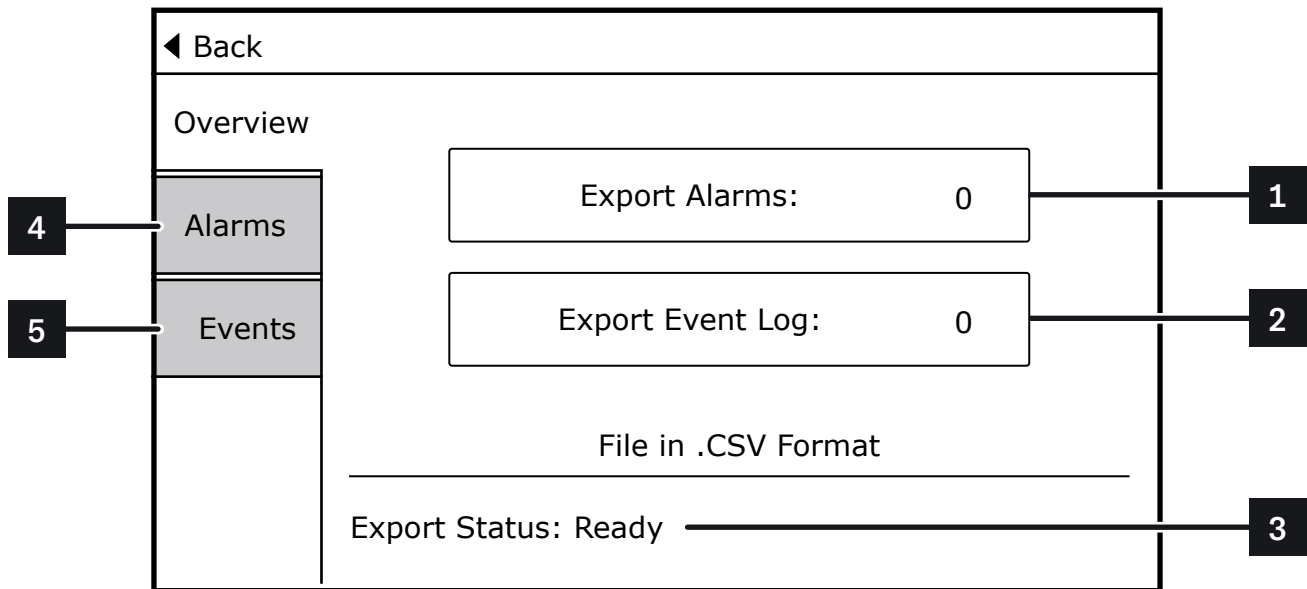 ◀ Back
Overview
Export Alarms: 0
1
4
Alarms
Export Event Log: 0
2
5
Events
File in .CSV Format
Export Status: Ready
3